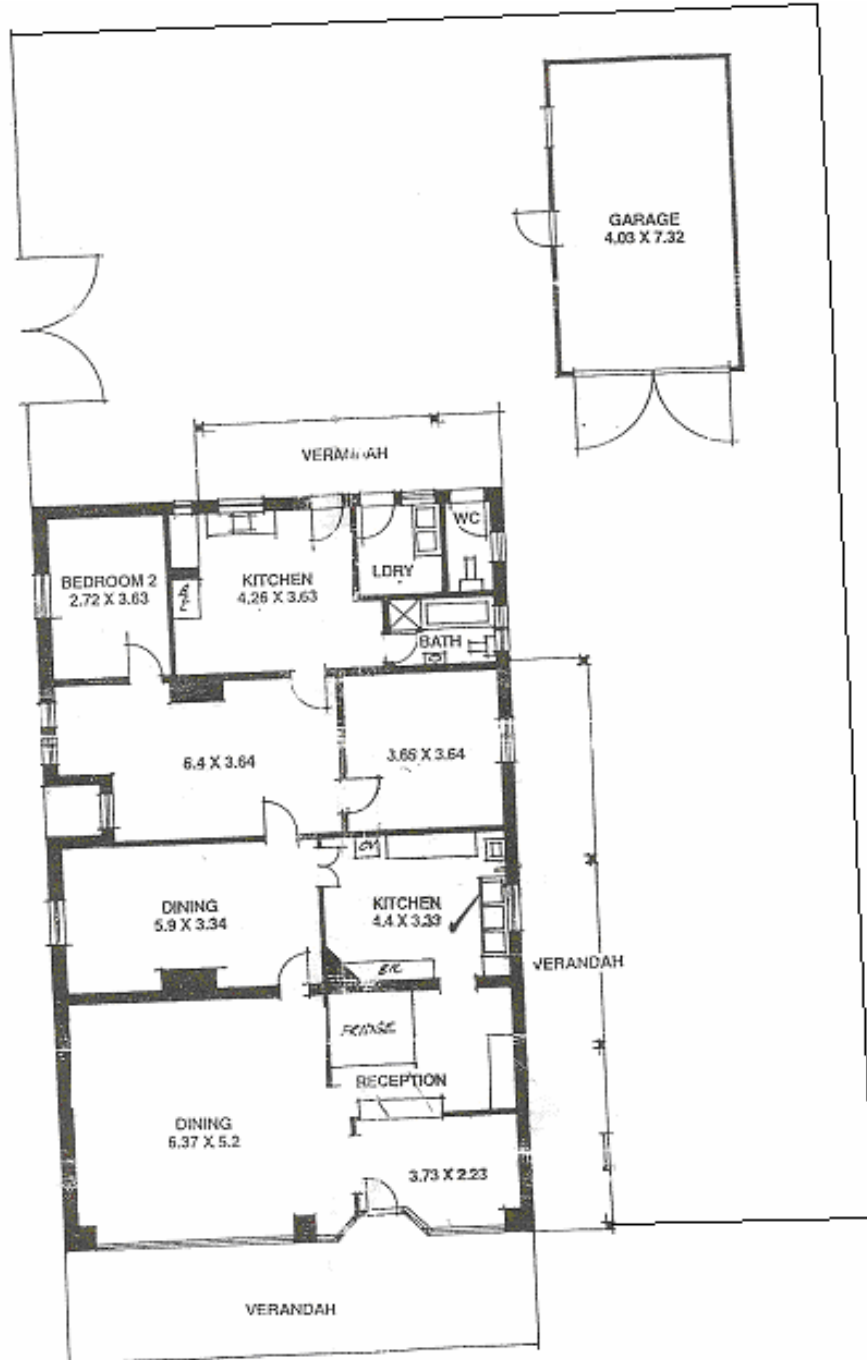 GARAGE
4.03 X 7.32
VERANDAH
WC
BEDROOM 2
2.72 X 3.63
KITCHEN
4.26 X 3.63
LDRY
BATH
6.4 X 3.64
3.65 X 3.64
OV
DINING
5.9 X 3.34
KITCHEN
4.4 X 3.33
VERANDAH
FRIDGE
RECEPTION
DINING
6.37 X 5.2
3.73 X 2.23
VERANDAH